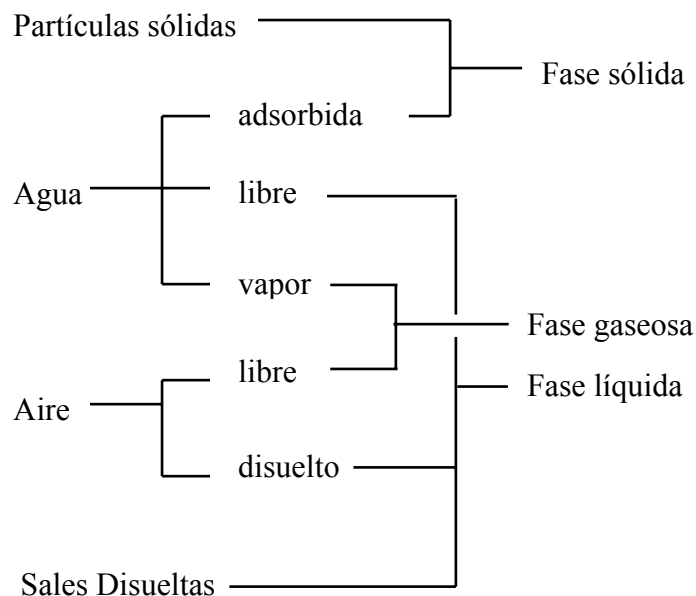 Partículas sólidas
Fase sólida
adsorbida
Agua
libre
vapor
Fase gaseosa
libre
Fase líquida
Aire
disuelto
Sales Disueltas